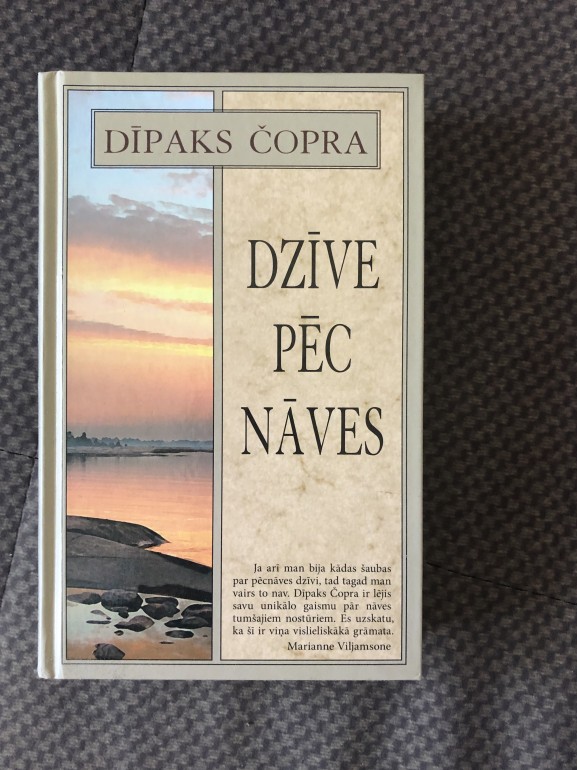 DĪPAKS ČOPRA
DZĪVE
PĒC
NĀVES
Ja arī man bija kādas šaubas
par pēcnāves dzīvi, tad tagad man
vairs to nav. Dīpaks Čopra ir lējis
savu unikālo gaismu pār nāves
tumšajiem nostūriem. Es uzskatu,
ka šī ir viņa vislieliskākā grāmata.
Marianne Viljamsone